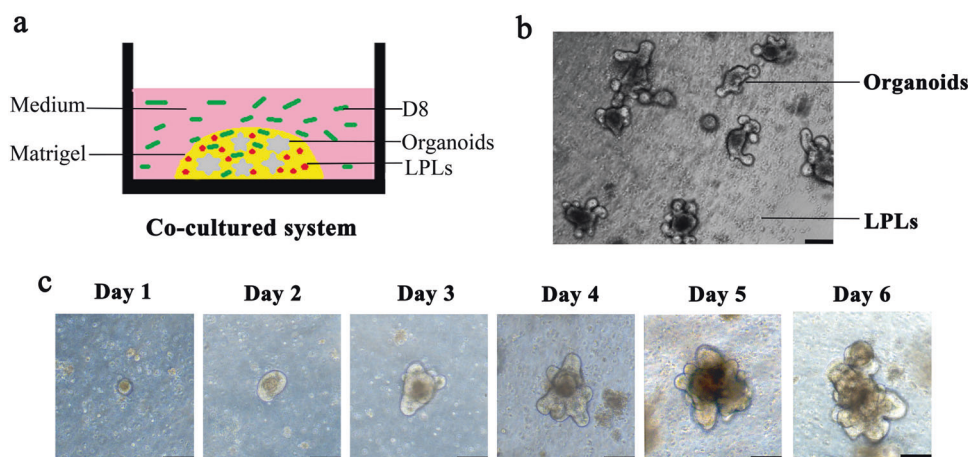 a
Medium
D8
Organoids
Matrigel
LPLs
Co-cultured system
b
Organoids
LPLs
c
Day 1
Day 2
Day 3
Day 4
Day 5
Day 6